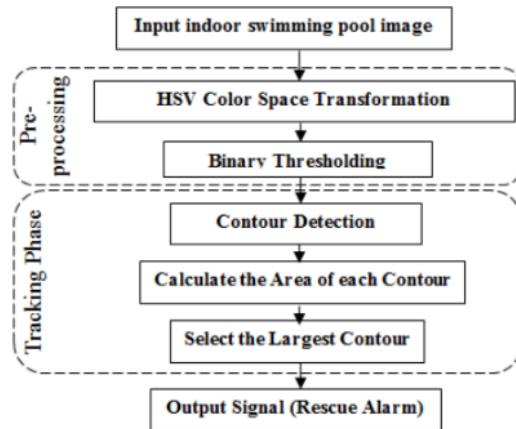 Input indoor swimming pool image
Pre-
processing
HSV Color Space Transformation
Binary Thresholding
Tracking Phase
Contour Detection
Calculate the Area of each Contour
Select the Largest Contour
Output Signal (Rescue Alarm)